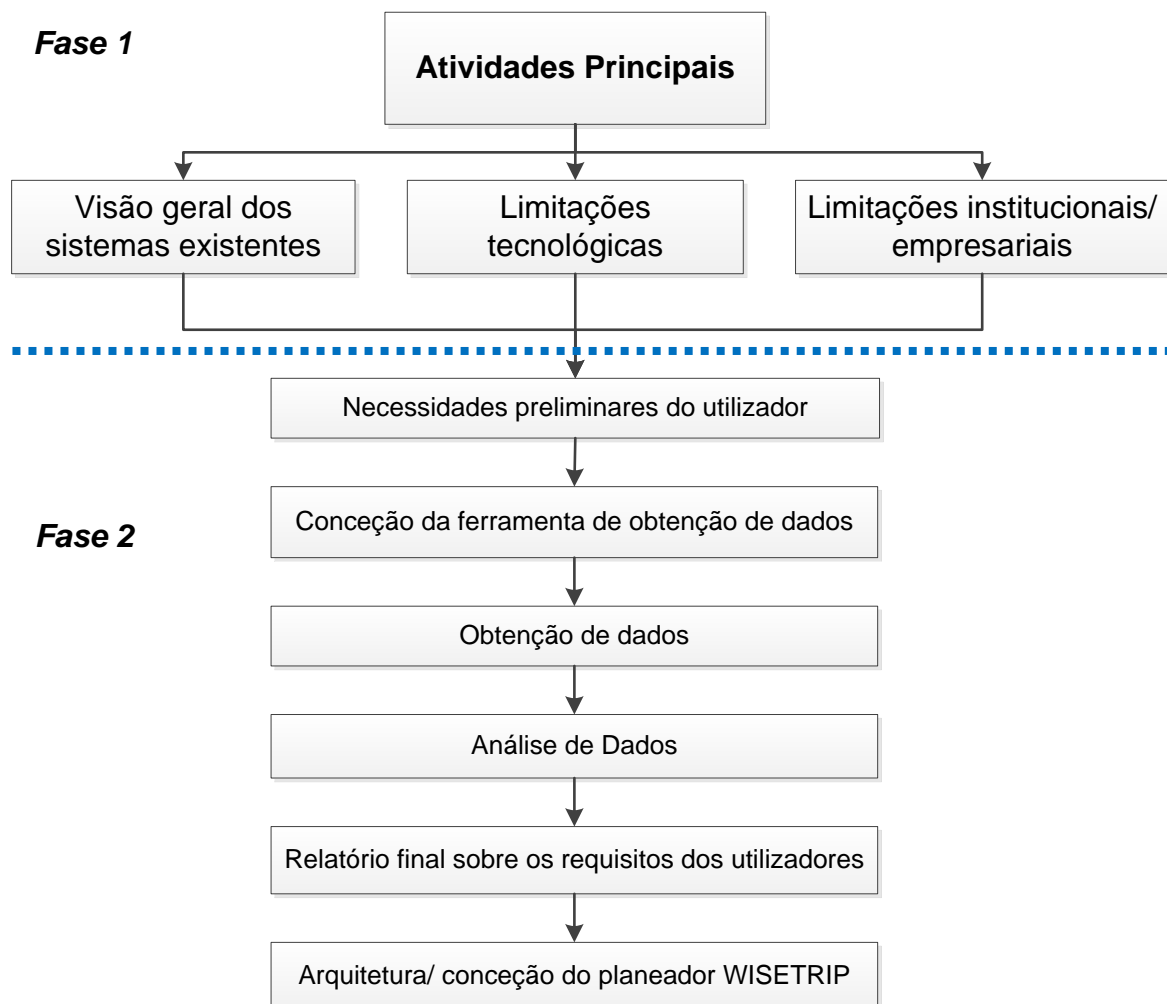 Fase 1
Atividades Principais
Visão geral dos
sistemas existentes
Limitações
tecnológicas
Limitações institucionais/
empresariais
Necessidades preliminares do utilizador
Conceção da ferramenta de obtenção de dados
Fase 2
Obtenção de dados
Análise de Dados
Relatório final sobre os requisitos dos utilizadores
Arquitetura/ conceção do planeador WISETRIP